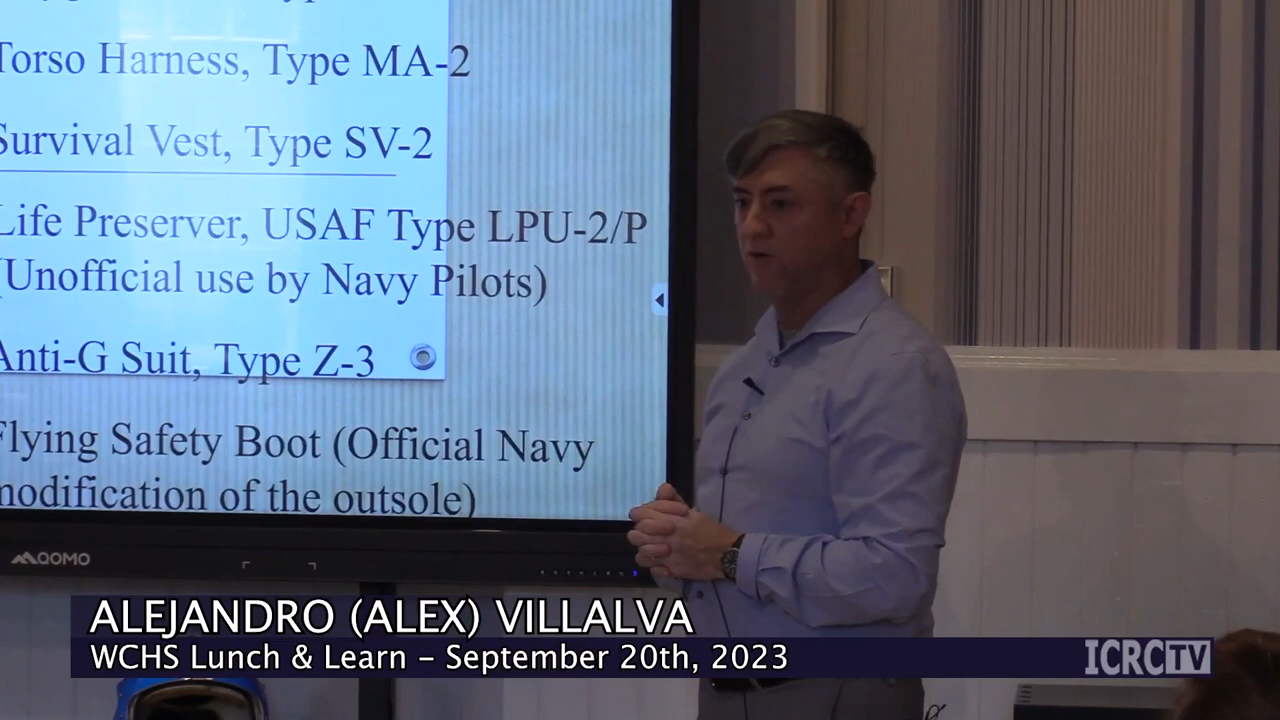 Torso Harness, Type MA-2
Survival Vest, Type SV-2
Life Preserver, USAF Type LPU-2/P
(Unofficial use by Navy Pilots)
Anti-G Suit, Type Z-3
Flying Safety Boot (Official Navy
modification of the outsole)
QOMO
ALEJANDRO (ALEX) VILLALVA
WCHS Lunch & Learn – September 20th, 2023
ICRCTV